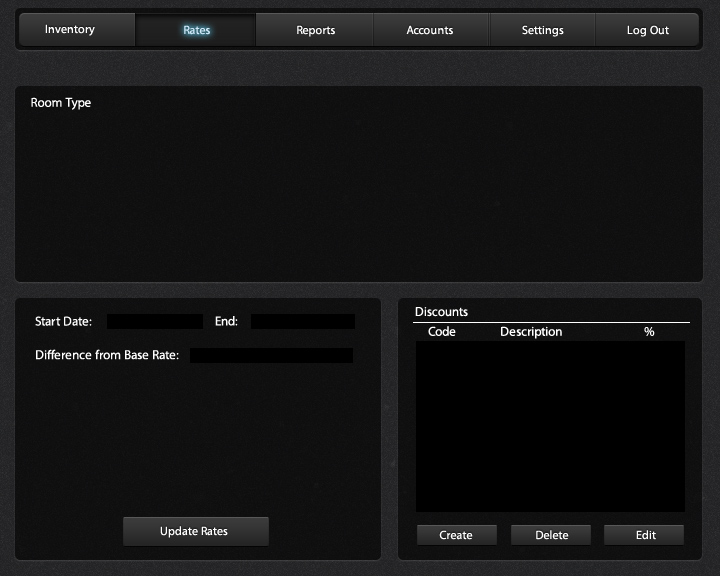 Inventory Rates Reports Accounts Settings Log Out
Room Type
Start Date: End:
Difference from Base Rate:
Update Rates
Discounts
Code Description %
Create Delete Edit